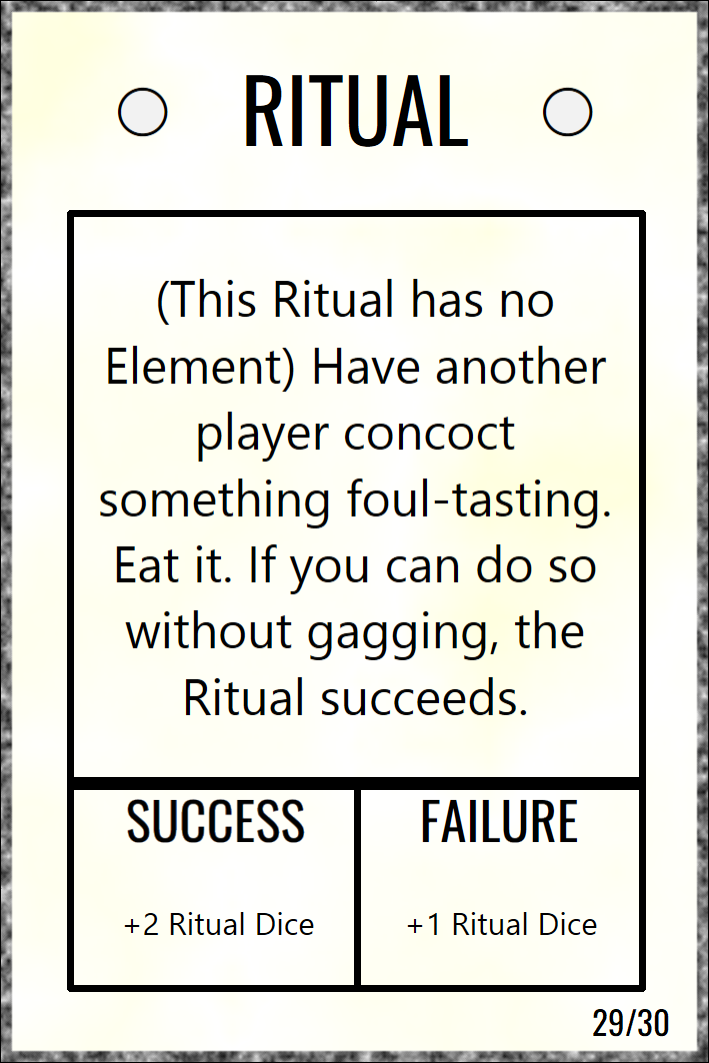 RITUAL
(This Ritual has no
Element) Have another
player concoct
something foul-tasting.
Eat it. If you can do so
without gagging, the
Ritual succeeds.
SUCCESS
FAILURE
+2 Ritual Dice
+1 Ritual Dice
29/30